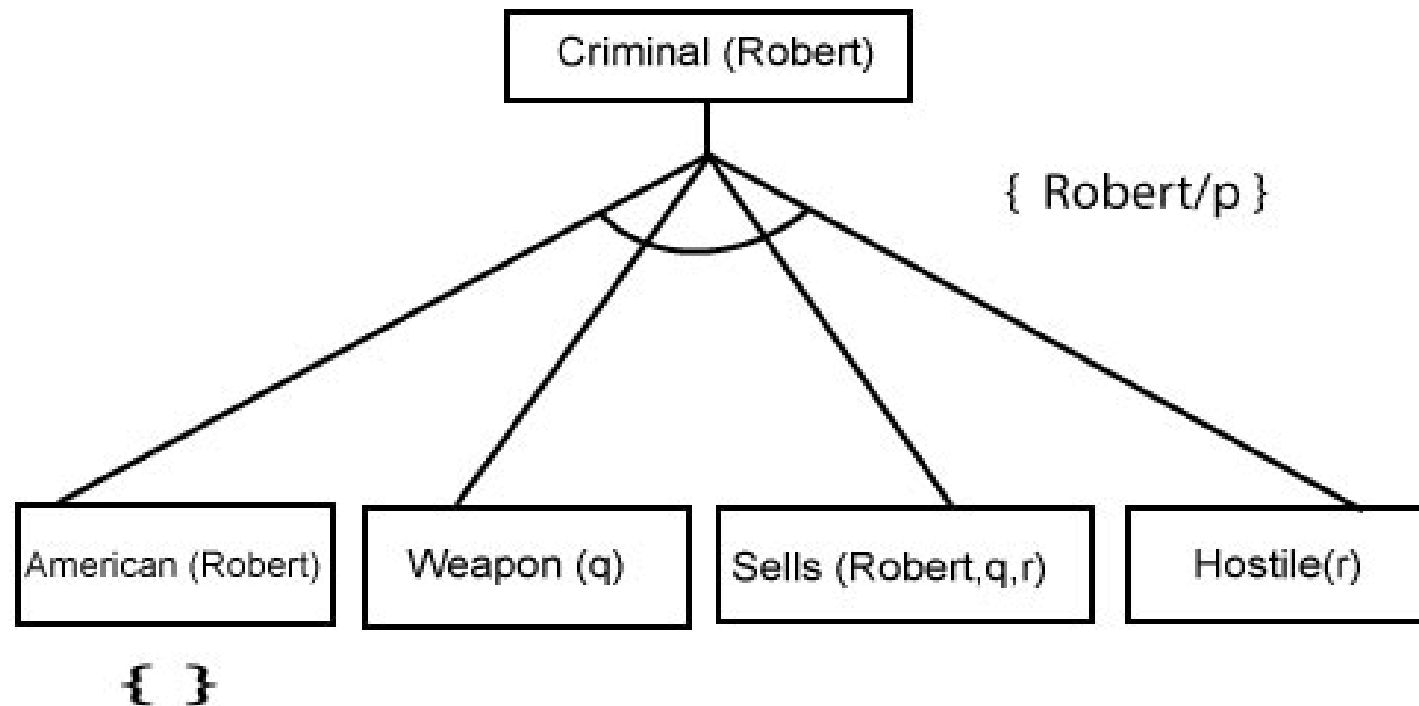 Criminal (Robert)
{ Robert/p }
American (Robert)
Weapon (q)
Sells (Robert,q,r)
Hostile(r)
{ }